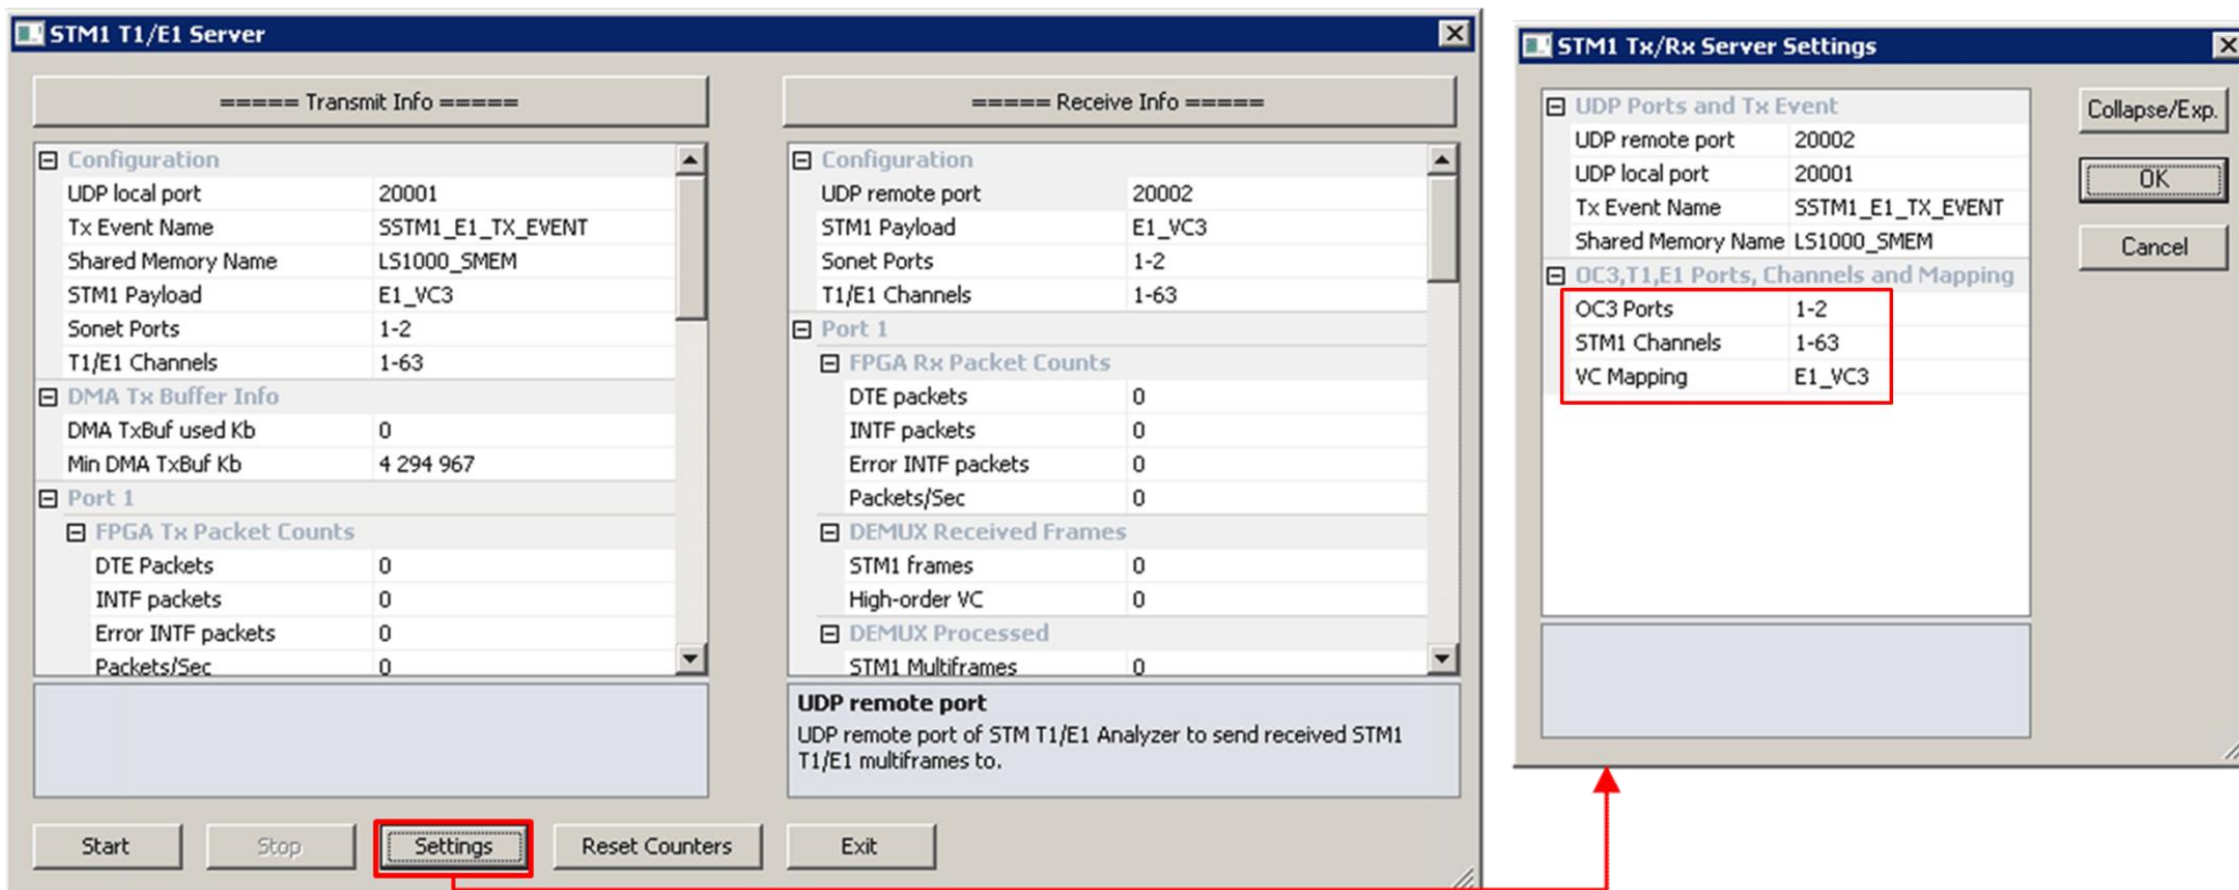 STM1 T1/E1 Server
===== Transmit Info =====
Configuration
UDP local port 20001
Tx Event Name SSTM1_E1_TX_EVENT
Shared Memory Name LS1000_SMEM
STM1 Payload E1_VC3
Sonet Ports 1-2
T1/E1 Channels 1-63
DMA Tx Buffer Info
DMA TxBuf used Kb 0
Min DMA TxBuf Kb 4 294 967
Port 1
FPGA Tx Packet Counts
DTE Packets 0
INTF packets 0
Error INTF packets 0
Packets/Sec 0
===== Receive Info =====
Configuration
UDP remote port 20002
STM1 Payload E1_VC3
Sonet Ports 1-2
T1/E1 Channels 1-63
Port 1
FPGA Rx Packet Counts
DTE packets 0
INTF packets 0
Error INTF packets 0
Packets/Sec 0
DEMUX Received Frames
STM1 frames 0
High-order VC 0
DEMUX Processed
STM1 Multiframes 0
UDP remote port
UDP remote port of STM T1/E1 Analyzer to send received STM1
T1/E1 multiframes to.
Start Stop Settings Reset Counters Exit
STM1 Tx/Rx Server Settings
UDP Ports and Tx Event
UDP remote port 20002
UDP local port 20001
Tx Event Name SSTM1_E1_TX_EVENT
Shared Memory Name LS1000_SMEM
OC3,T1,E1 Ports, Channels and Mapping
OC3 Ports 1-2
STM1 Channels 1-63
VC Mapping E1_VC3
Collapse/Exp.
OK
Cancel